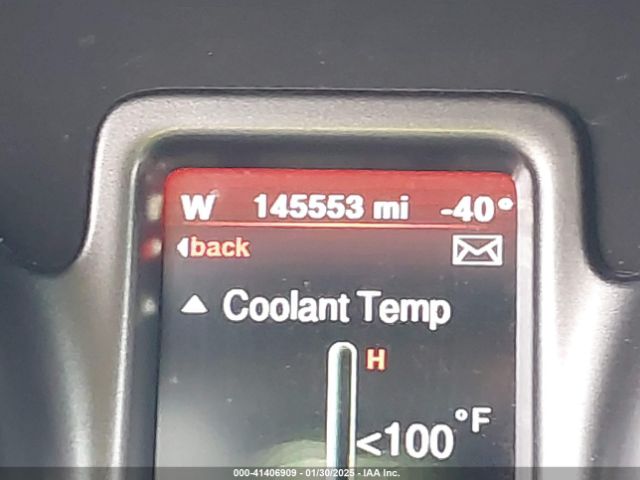 W 145553 mi -40°
back
Coolant Temp
H
<100 °F
000-41406909 - 01/30/2025 - IAA Inc.